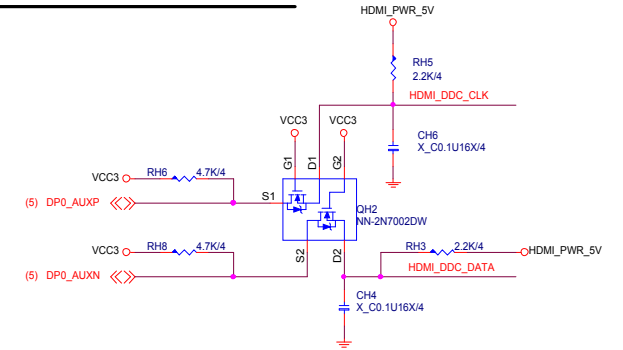 HDMI_PWR_5V
RH5
2.2K/4
HDMI_DDC_CLK
VCC3
VCC3
CH6
X_C0.1U16X/4
G1
D1
G2
VCC3
RH6
4.7K/4
S1
(5) DP0_AUXP
QH2
NN-2N7002DW
S2
D2
VCC3
RH8
4.7K/4
RH3
2.2K/4
HDMI_PWR_5V
(5) DP0_AUXN
HDMI_DDC_DATA
CH4
X_C0.1U16X/4